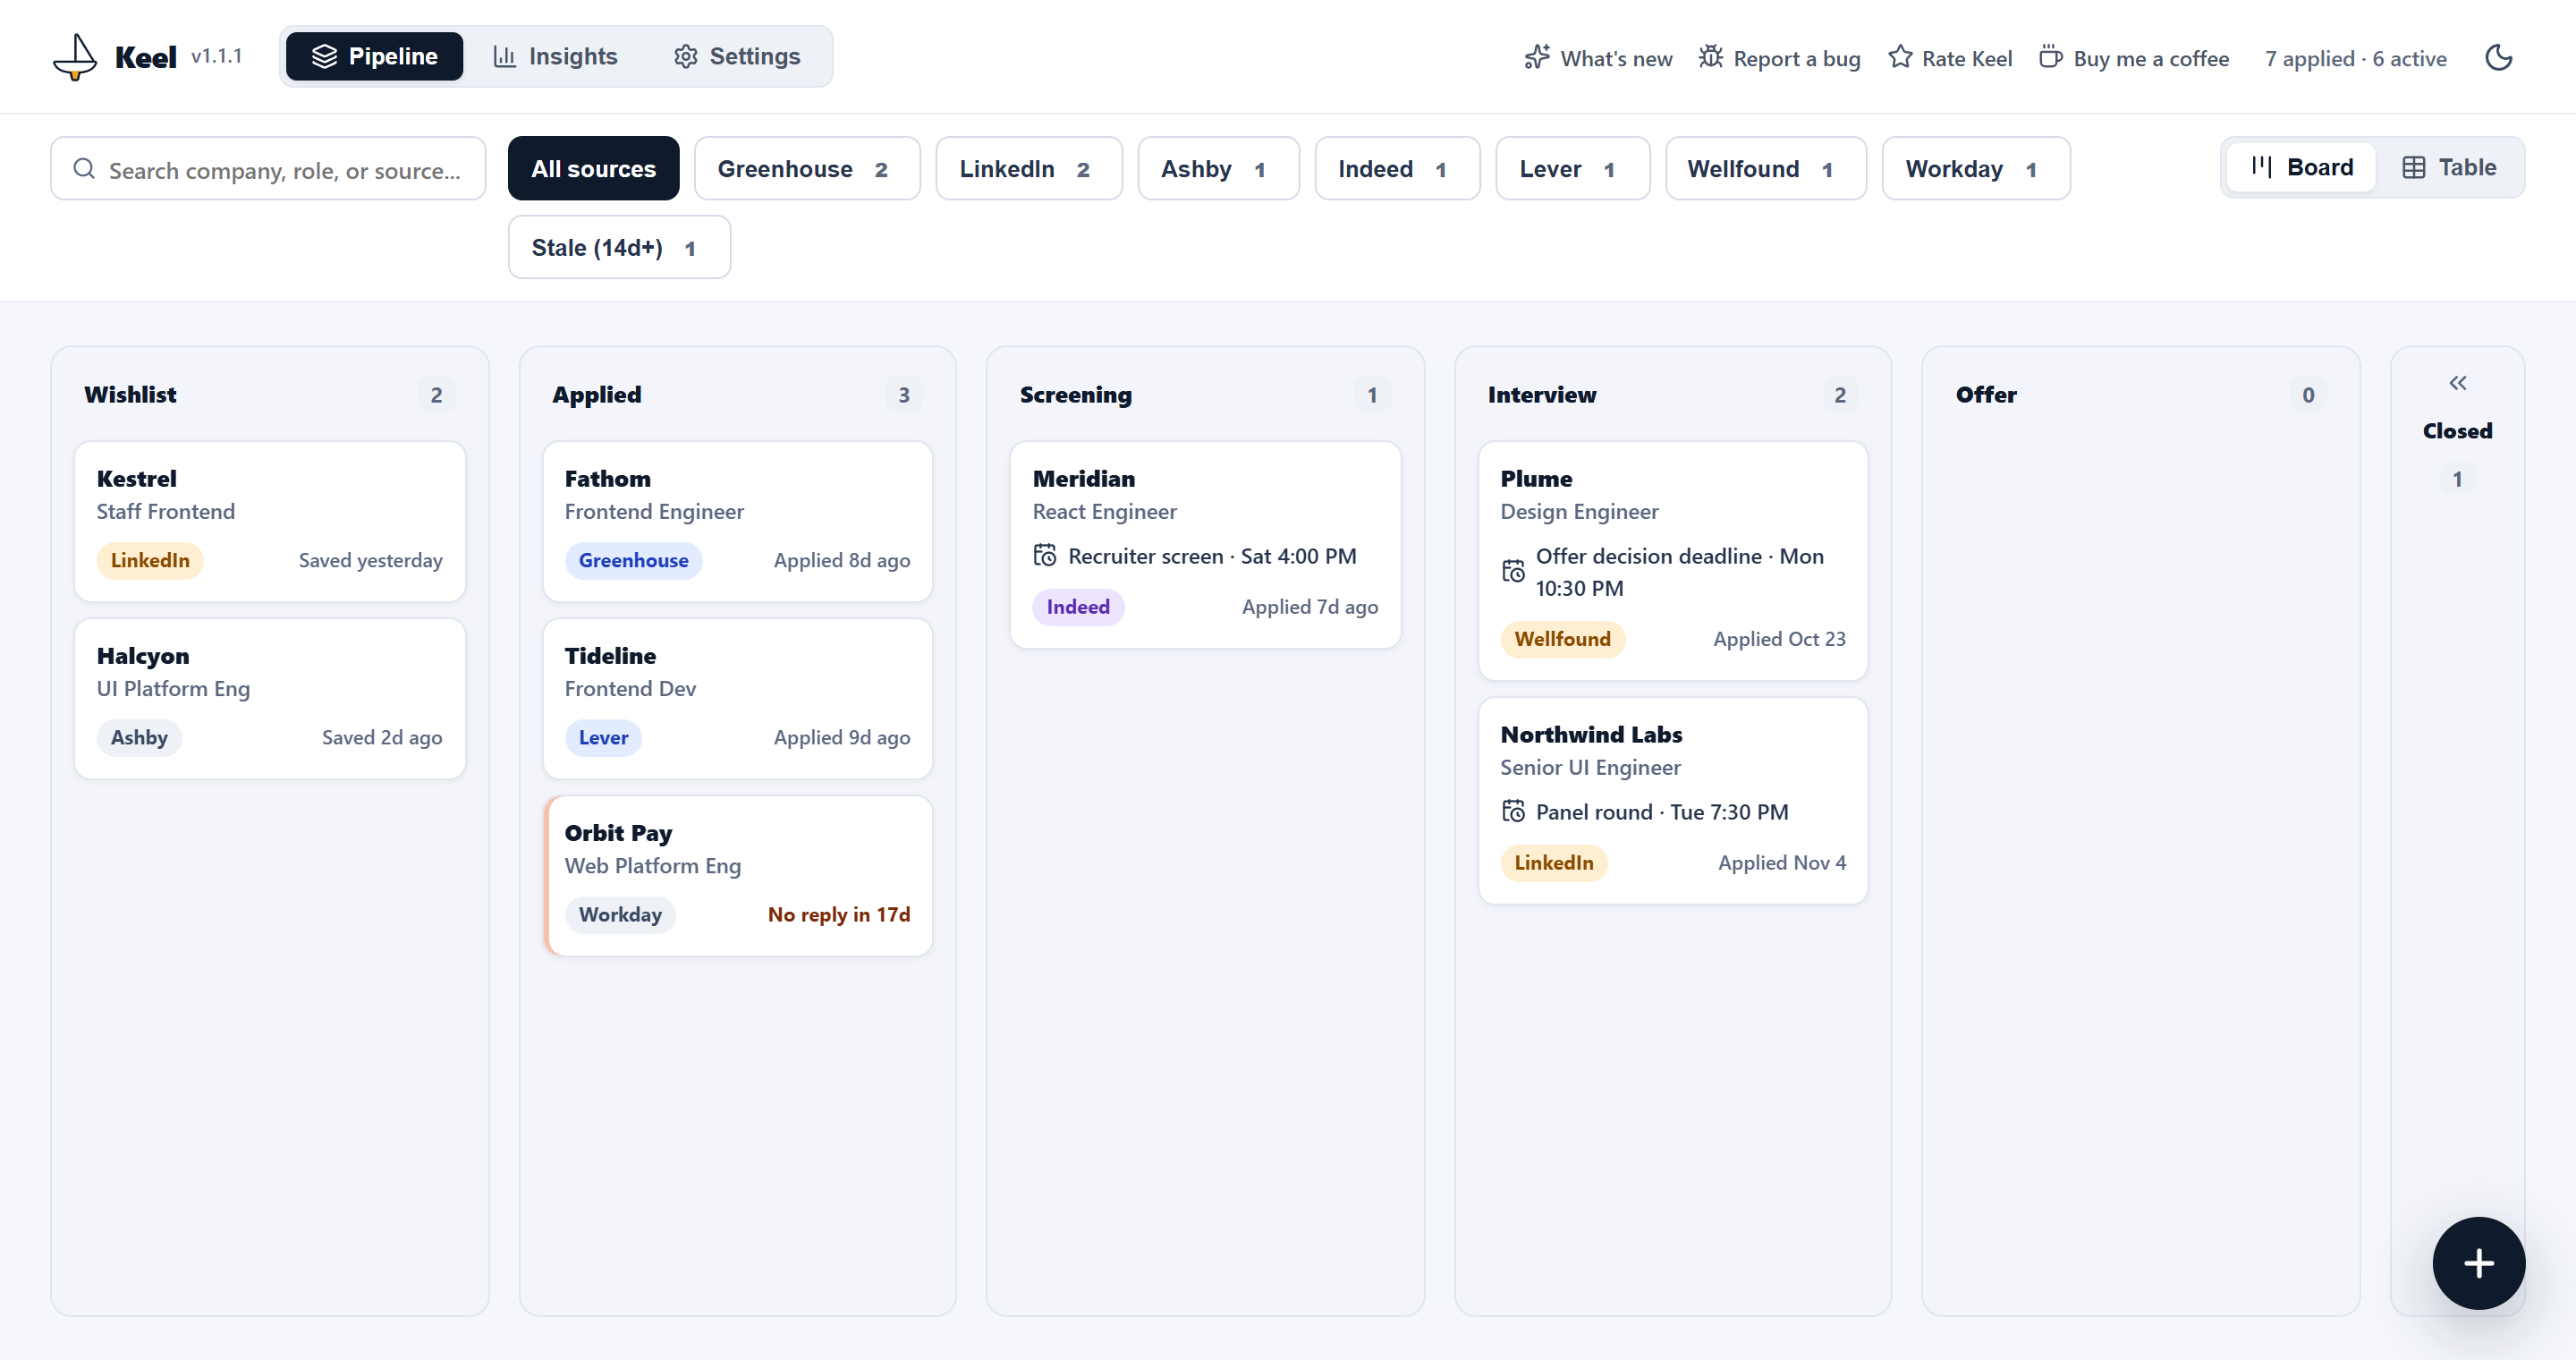 Keel v1.1.1
Pipeline
Insights
Settings
What's new
Report a bug
Rate Keel
Buy me a coffee
7 applied · 6 active
Search company, role, or source...
All sources
Greenhouse 2
LinkedIn 2
Ashby 1
Indeed 1
Lever 1
Wellfound 1
Workday 1
Stale (14d+) 1
Board
Table
Wishlist 2
Kestrel
Staff Frontend
LinkedIn Saved yesterday
Halcyon
UI Platform Eng
Ashby Saved 2d ago
Applied 3
Fathom
Frontend Engineer
Greenhouse Applied 8d ago
Tideline
Frontend Dev
Lever Applied 9d ago
Orbit Pay
Web Platform Eng
Workday No reply in 17d
Screening 1
Meridian
React Engineer
Recruiter screen · Sat 4:00 PM
Indeed Applied 7d ago
Interview 2
Plume
Design Engineer
Offer decision deadline · Mon
10:30 PM
Wellfound Applied Oct 23
Northwind Labs
Senior UI Engineer
Panel round · Tue 7:30 PM
LinkedIn Applied Nov 4
Offer 0
Closed
1